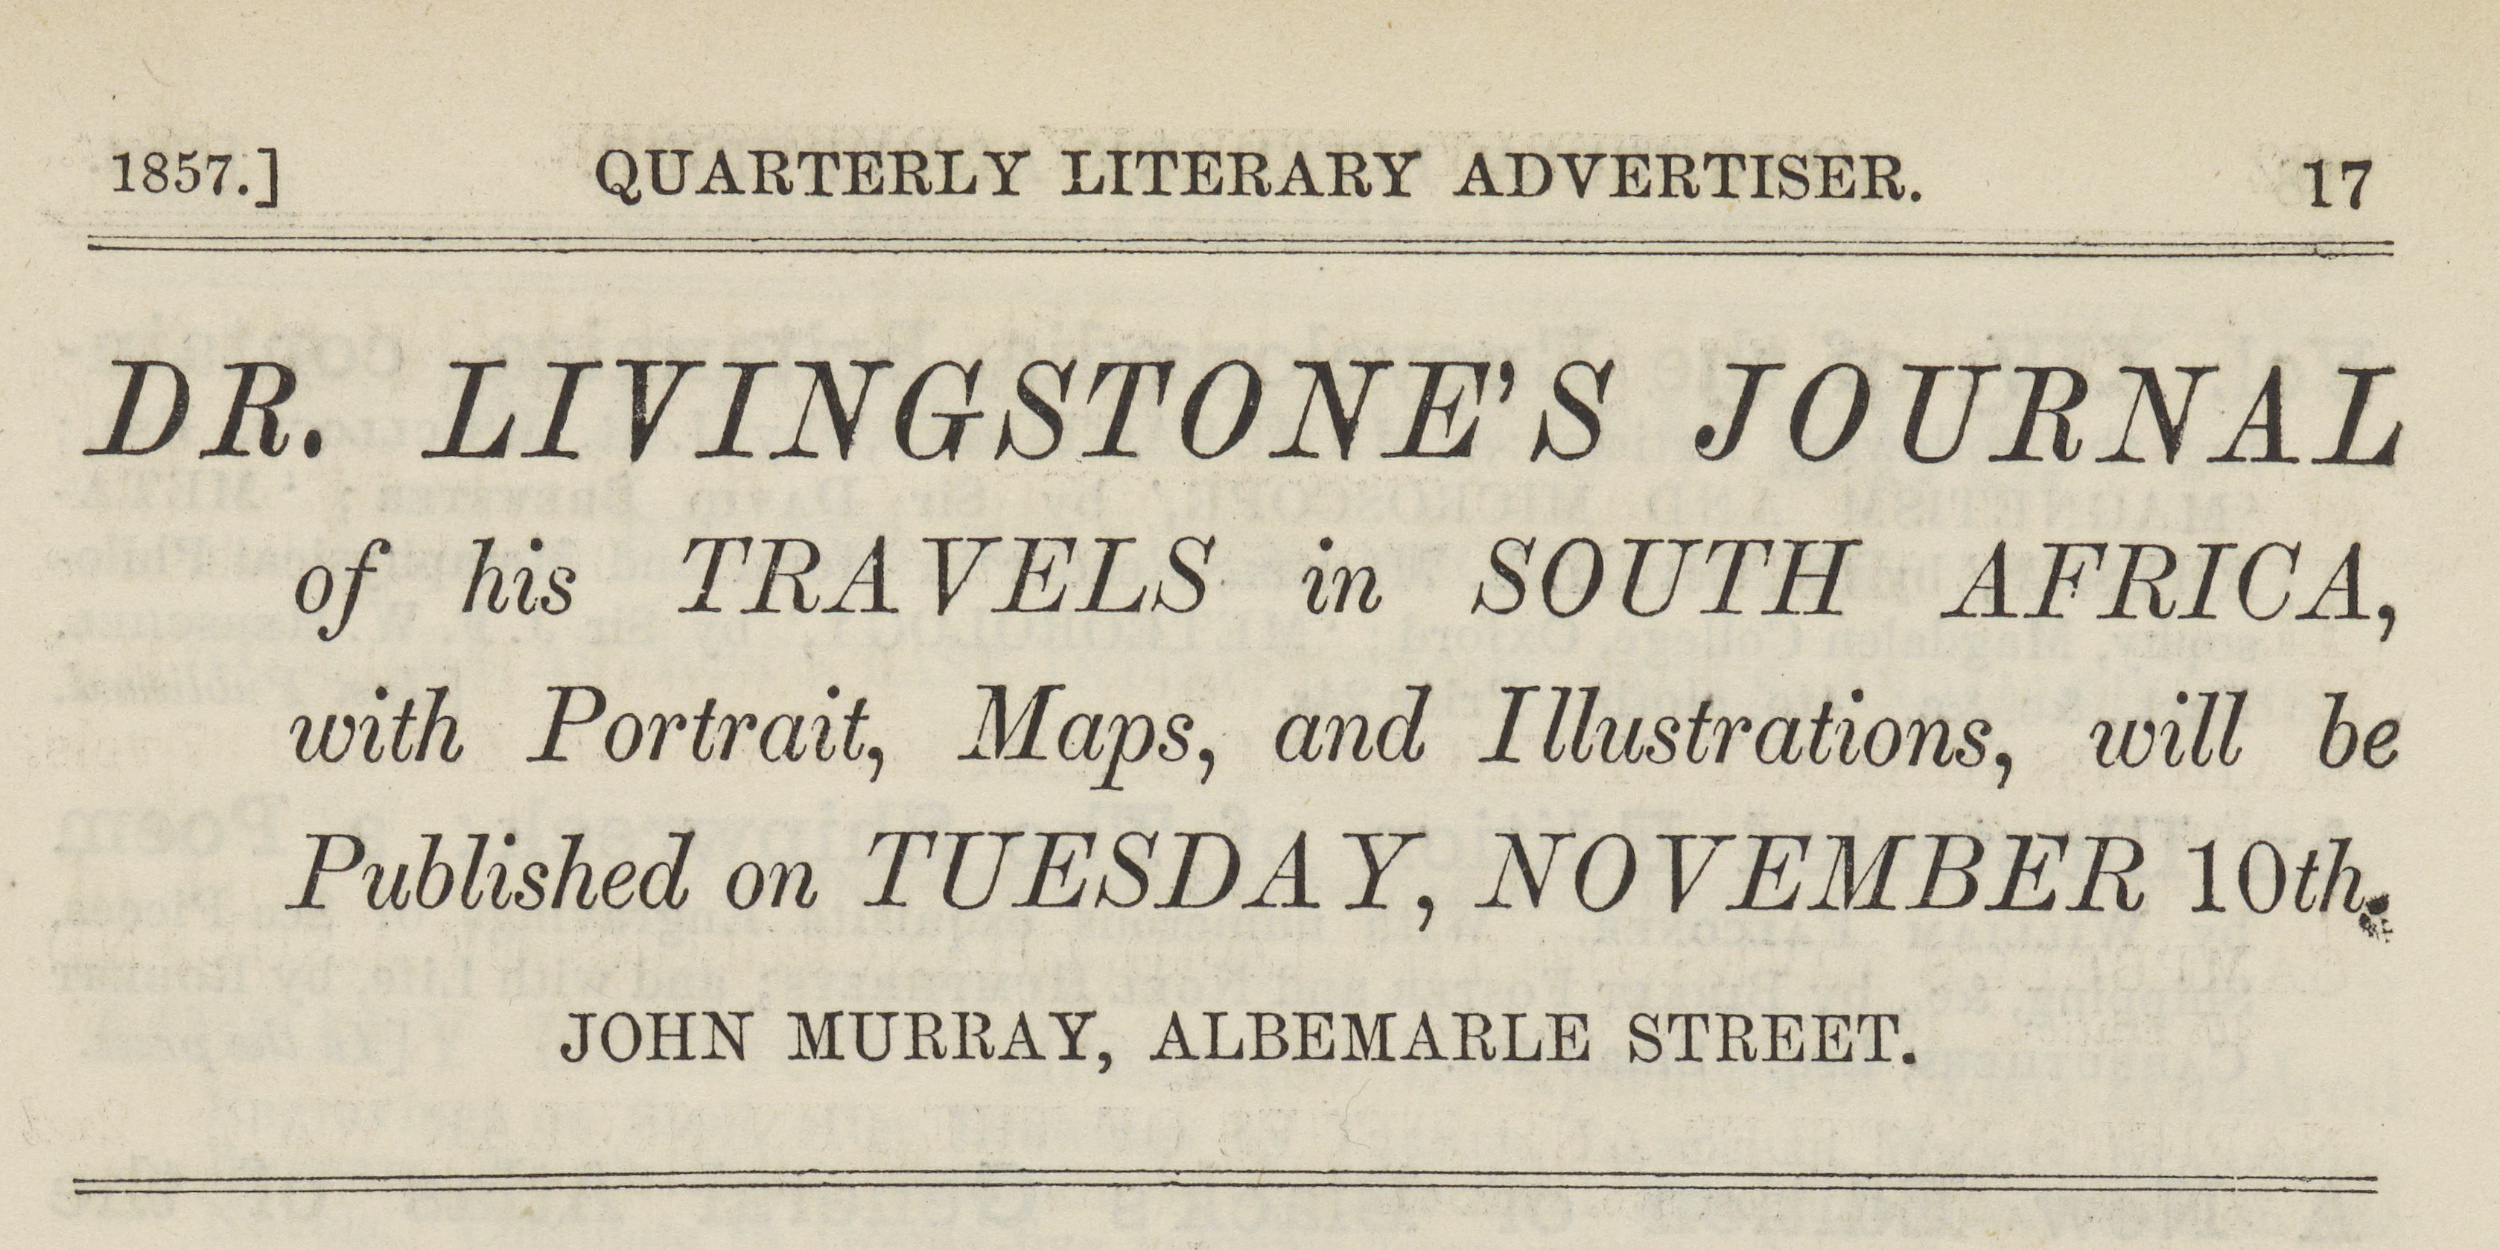 1857.] QUARTERLY LITERARY ADVERTISER. 17
DR. LIVINGSTONE'S JOURNAL
of his TRAVELS in SOUTH AFRICA,
with Portrait, Maps, and Illustrations, will be
Published on TUESDAY, NOVEMBER 10th.
JOHN MURRAY, ALBEMARLE STREET.